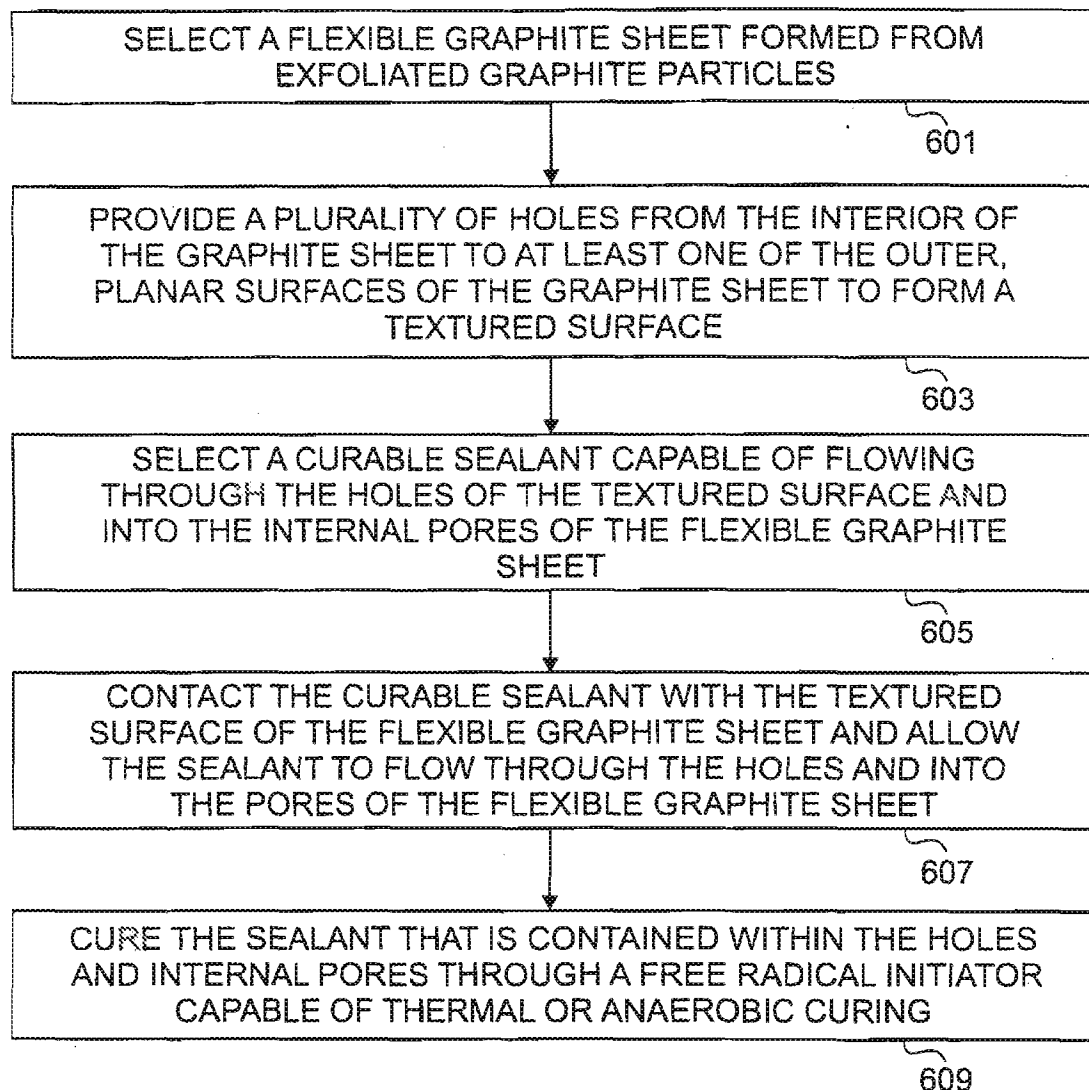 SELECT A FLEXIBLE GRAPHITE SHEET FORMED FROM
EXFOLIATED GRAPHITE PARTICLES
601
PROVIDE A PLURALITY OF HOLES FROM THE INTERIOR OF
THE GRAPHITE SHEET TO AT LEAST ONE OF THE OUTER,
PLANAR SURFACES OF THE GRAPHITE SHEET TO FORM A
TEXTURED SURFACE
603
SELECT A CURABLE SEALANT CAPABLE OF FLOWING
THROUGH THE HOLES OF THE TEXTURED SURFACE AND
INTO THE INTERNAL PORES OF THE FLEXIBLE GRAPHITE
SHEET
605
CONTACT THE CURABLE SEALANT WITH THE TEXTURED
SURFACE OF THE FLEXIBLE GRAPHITE SHEET AND ALLOW
THE SEALANT TO FLOW THROUGH THE HOLES AND INTO
THE PORES OF THE FLEXIBLE GRAPHITE SHEET
607
CURE THE SEALANT THAT IS CONTAINED WITHIN THE HOLES
AND INTERNAL PORES THROUGH A FREE RADICAL INITIATOR
CAPABLE OF THERMAL OR ANAEROBIC CURING
609